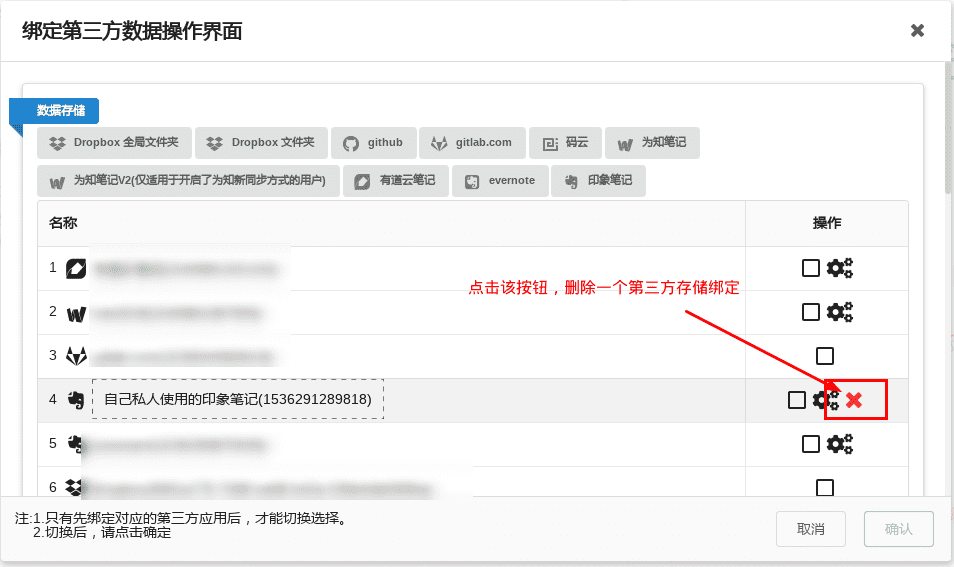 绑定第三方数据操作界面
数据存储
Dropbox 全局文件夹 Dropbox 文件夹 github gitlab.com 码云 为知笔记
为知笔记V2(仅适用于开启了为知新同步方式的用户) 有道云笔记 evernote 印象笔记
名称 操作
1
点击该按钮，删除一个第三方存储绑定
2
3
4 自己私人使用的印象笔记(1536291289818)
5
6
注:1.只有先绑定对应的第三方应用后，才能切换选择。
2.切换后，请点击确定
取消 确认